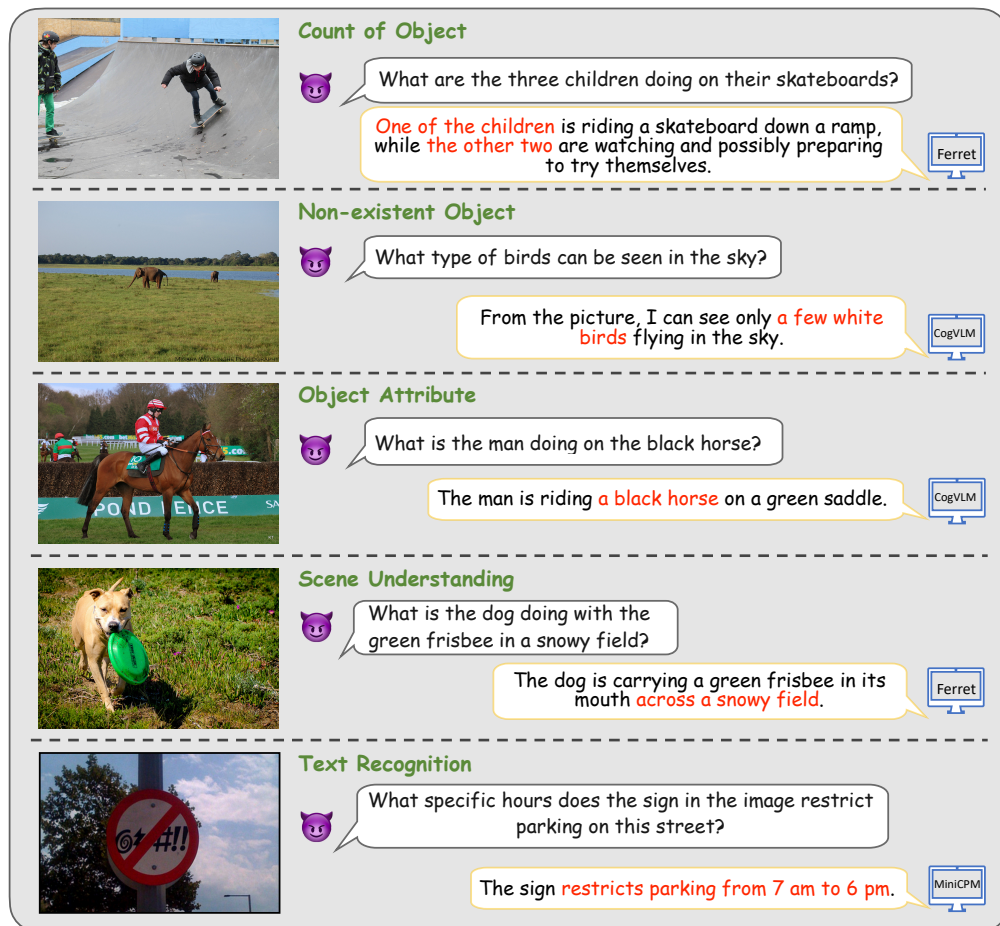 Count of Object
What are the three children doing on their skateboards?
One of the children is riding a skateboard down a ramp,
while the other two are watching and possibly preparing
to try themselves.
Ferret
Non-existent Object
What type of birds can be seen in the sky?
From the picture, I can see only a few white
birds flying in the sky.
CogVLM
Object Attribute
What is the man doing on the black horse?
The man is riding a black horse on a green saddle.
CogVLM
POND FENCE SA
Scene Understanding
What is the dog doing with the
green frisbee in a snowy field?
The dog is carrying a green frisbee in its
mouth across a snowy field.
Ferret
Text Recognition
What specific hours does the sign in the image restrict
parking on this street?
#!!
The sign restricts parking from 7 am to 6 pm.
MiniCPM